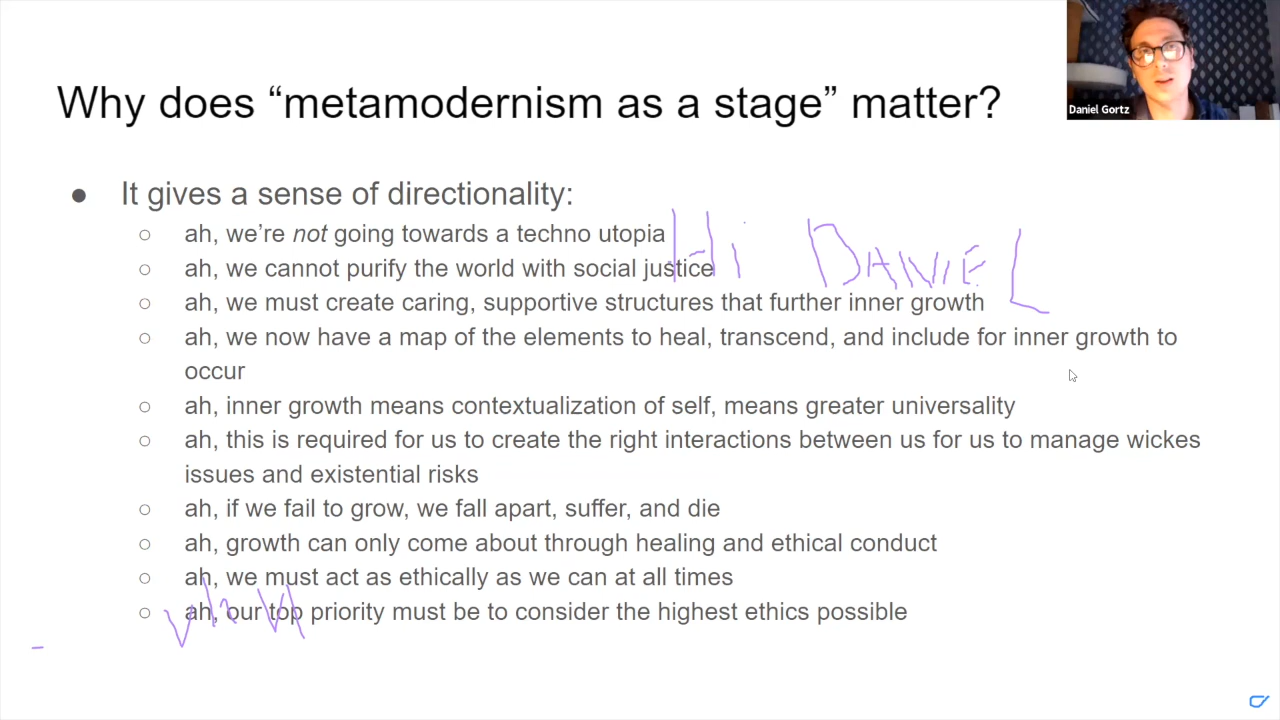 Daniel Gortz
Why does “metamodernism as a stage” matter?
● It gives a sense of directionality:
○ ah, we’re not going towards a techno utopia
Hi DANIEL
○ ah, we cannot purify the world with social justice
○ ah, we must create caring, supportive structures that further inner growth
○ ah, we now have a map of the elements to heal, transcend, and include for inner growth to
occur
○ ah, inner growth means contextualization of self, means greater universality
○ ah, this is required for us to create the right interactions between us for us to manage wickes
issues and existential risks
○ ah, if we fail to grow, we fall apart, suffer, and die
○ ah, growth can only come about through healing and ethical conduct
○ ah, we must act as ethically as we can at all times
○ ah, our top priority must be to consider the highest ethics possible